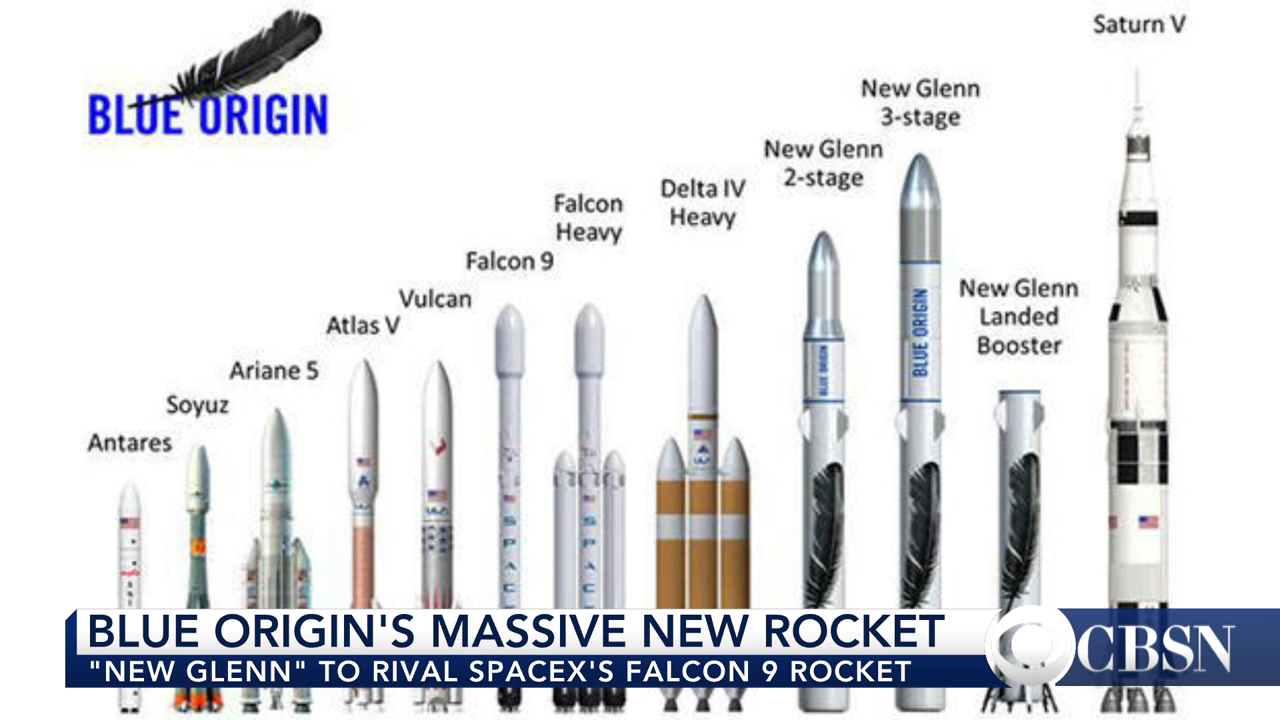 BLUE ORIGIN
Saturn V
New Glenn
3-stage
New Glenn
2-stage
Delta IV
Heavy
Falcon
Heavy
Falcon 9
Vulcan
Atlas V
Ariane 5
Soyuz
Antares
New Glenn
Landed
Booster
BLUE ORIGIN
BLUE ORIGIN
SPAC
SPAC
BLUE ORIGIN'S MASSIVE NEW ROCKET
"NEW GLENN" TO RIVAL SPACEX'S FALCON 9 ROCKET
CBSN